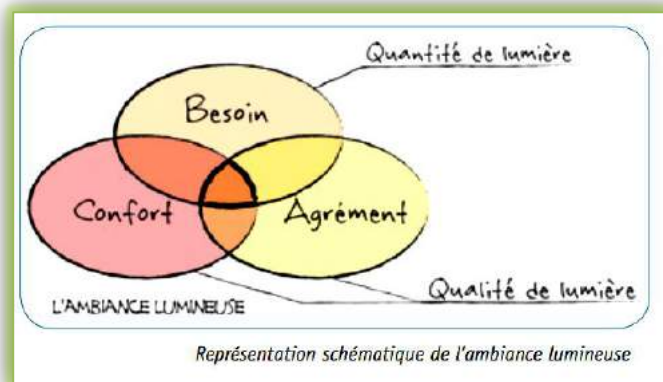 Quantité de lumière
Besoin
Confort
Agrément
Qualité de lumière
L'AMBIANCE LUMINEUSE
Représentation schématique de l'ambiance lumineuse